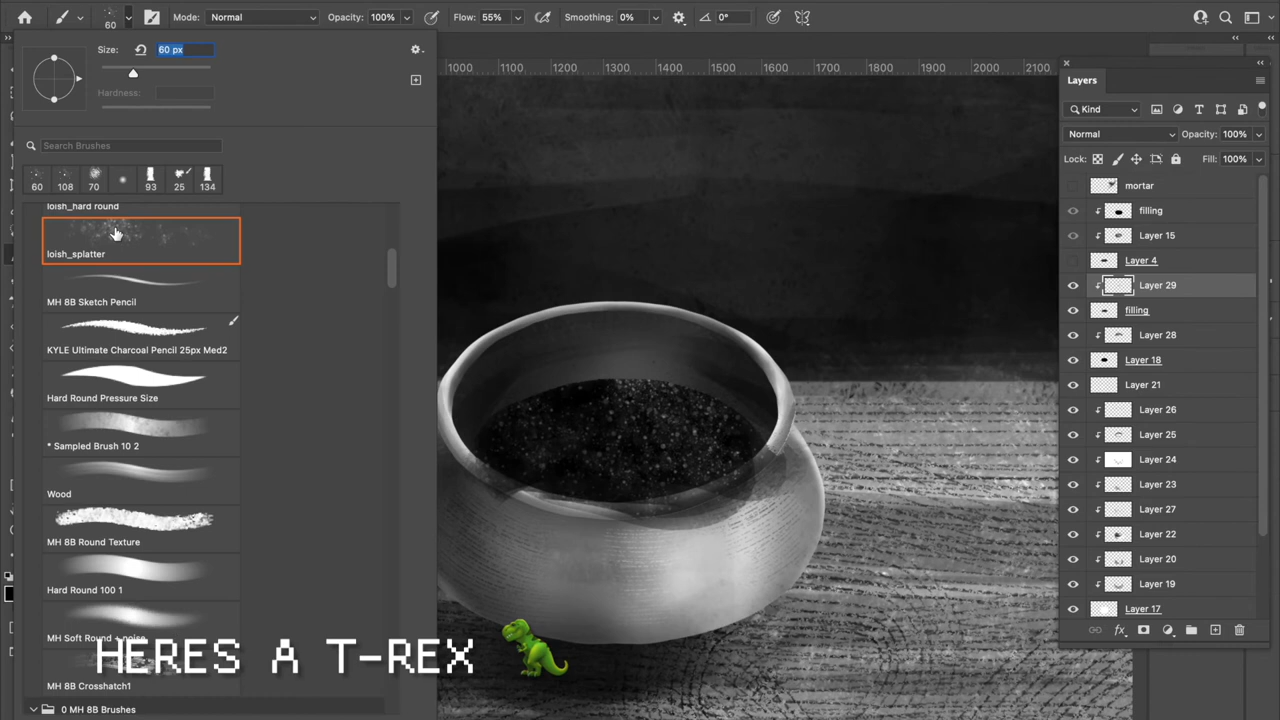 60
Mode: Normal
Opacity: 100%
Flow: 55%
Smoothing: 0%
0°
Size: 60 px
Hardness:
Search Brushes
60 108 70 93 25 134
loish_hard round
loish_splatter
MH 8B Sketch Pencil
KYLE Ultimate Charcoal Pencil 25px Med2
Hard Round Pressure Size
* Sampled Brush 10 2
Wood
MH 8B Round Texture
Hard Round 100 1
MH Soft Round + noise
MH 8B Crosshatch1
0 MH 8B Brushes
HERES A T-REX
1000 1100 1200 1300 1400 1500 1600 1700 1800 1900 2000 2100
Layers
Kind
Normal Opacity: 100%
Lock: Fill: 100%
mortar
filling
Layer 15
Layer 4
Layer 29
filling
Layer 28
Layer 18
Layer 21
Layer 26
Layer 25
Layer 24
Layer 23
Layer 27
Layer 22
Layer 20
Layer 19
Layer 17
fx